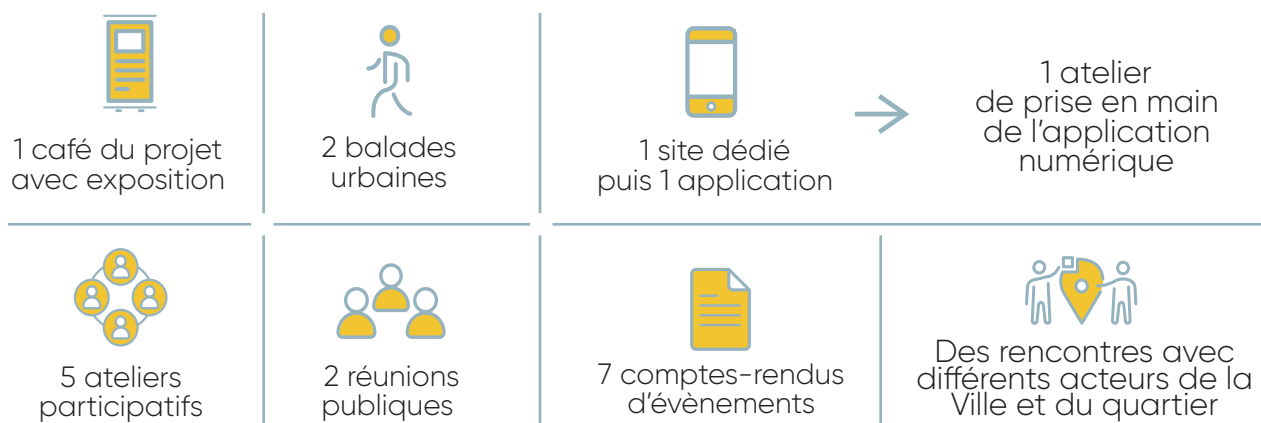 1 café du projet
avec exposition
2 balades
urbaines
1 site dédié
puis 1 application
1 atelier
de prise en main
de l'application
numérique
5 ateliers
participatifs
2 réunions
publiques
7 comptes-rendus
d'évènements
Des rencontres avec
différents acteurs de la
Ville et du quartier